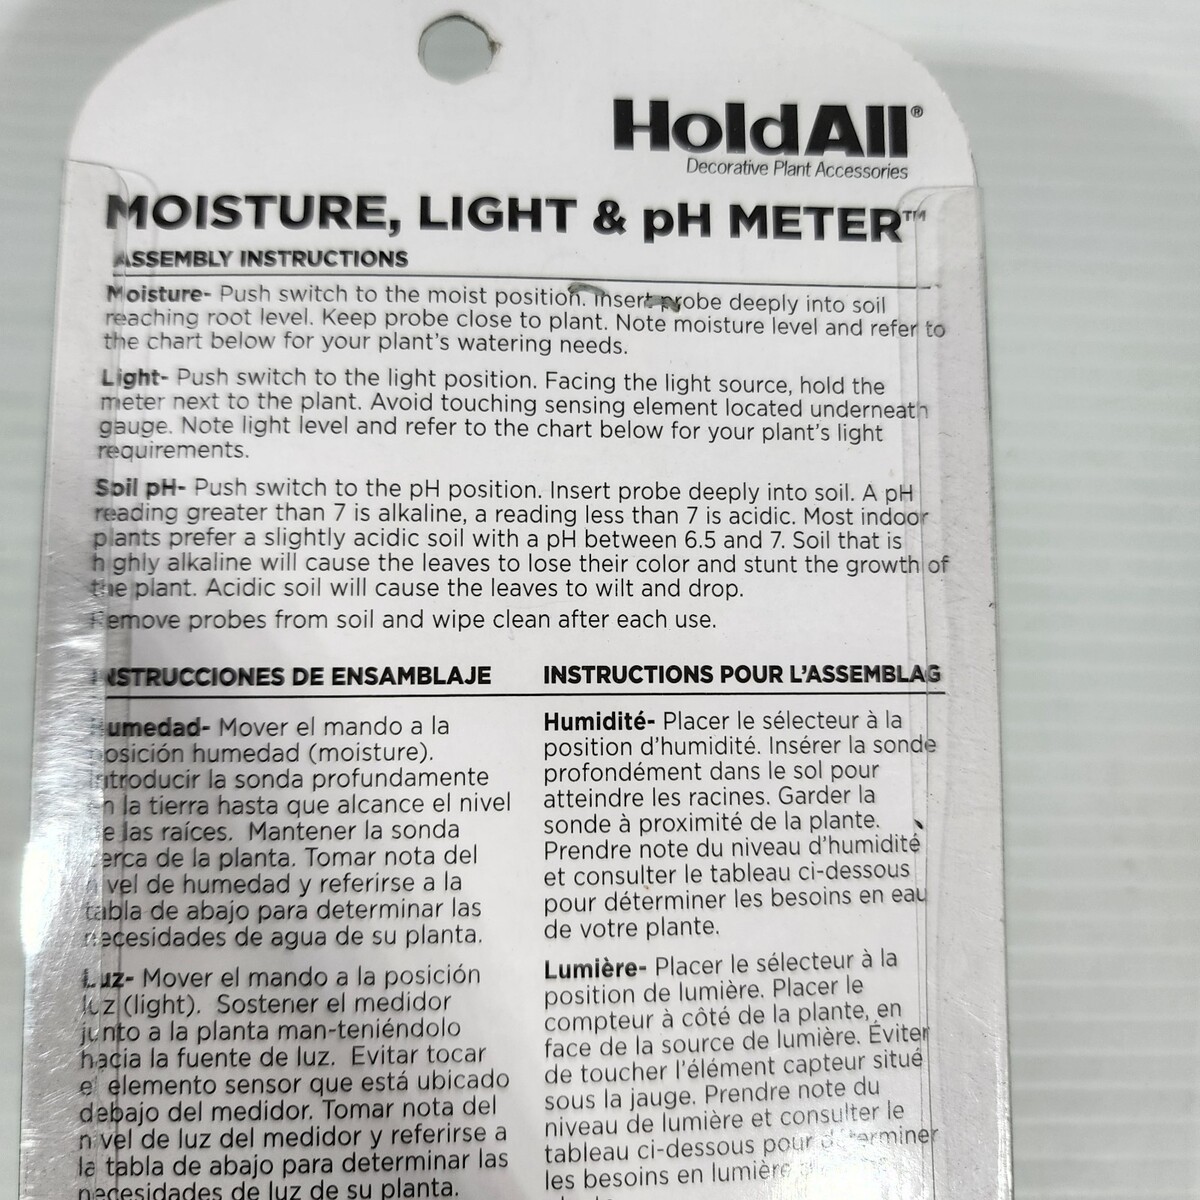 HoldAll®
Decorative Plant Accessories
MOISTURE, LIGHT & pH METER™
ASSEMBLY INSTRUCTIONS
Moisture- Push switch to the moist position. Insert probe deeply into soil
reaching root level. Keep probe close to plant. Note moisture level and refer to
the chart below for your plant's watering needs.
Light- Push switch to the light position. Facing the light source, hold the
meter next to the plant. Avoid touching sensing element located underneath
gauge. Note light level and refer to the chart below for your plant's light
requirements.
Soil pH- Push switch to the pH position. Insert probe deeply into soil. A pH
reading greater than 7 is alkaline, a reading less than 7 is acidic. Most indoor
plants prefer a slightly acidic soil with a pH between 6.5 and 7. Soil that is
highly alkaline will cause the leaves to lose their color and stunt the growth of
the plant. Acidic soil will cause the leaves to wilt and drop.
Remove probes from soil and wipe clean after each use.
INSTRUCCIONES DE ENSAMBLAJE
Humedad- Mover el mando a la
posición humedad (moisture).
Introducir la sonda profundamente
en la tierra hasta que alcance el nivel
de las raíces. Mantener la sonda
cerca de la planta. Tomar nota del
nivel de humedad y referirse a la
tabla de abajo para determinar las
necesidades de agua de su planta.
Luz- Mover el mando a la posición
luz (light). Sostener el medidor
junto a la planta man-teniéndolo
hacia la fuente de luz. Evitar tocar
el elemento sensor que está ubicado
debajo del medidor. Tomar nota del
nivel de luz del medidor y referirse a
la tabla de abajo para determinar las
necesidades de luz de su planta.
INSTRUCTIONS POUR L'ASSEMBLAG
Humidité- Placer le sélecteur à la
position d'humidité. Insérer la sonde
profondément dans le sol pour
atteindre les racines. Garder la
sonde à proximité de la plante.
Prendre note du niveau d'humidité
et consulter le tableau ci-dessous
pour déterminer les besoins en eau
de votre plante.
Lumière- Placer le sélecteur à la
position de lumière. Placer le
compteur à côté de la plante, en
face de la source de lumière. Éviter
de toucher l'élément capteur situé
sous la jauge. Prendre note du
niveau de lumière et consulter le
tableau ci-dessous pour déterminer
les besoins en lumière